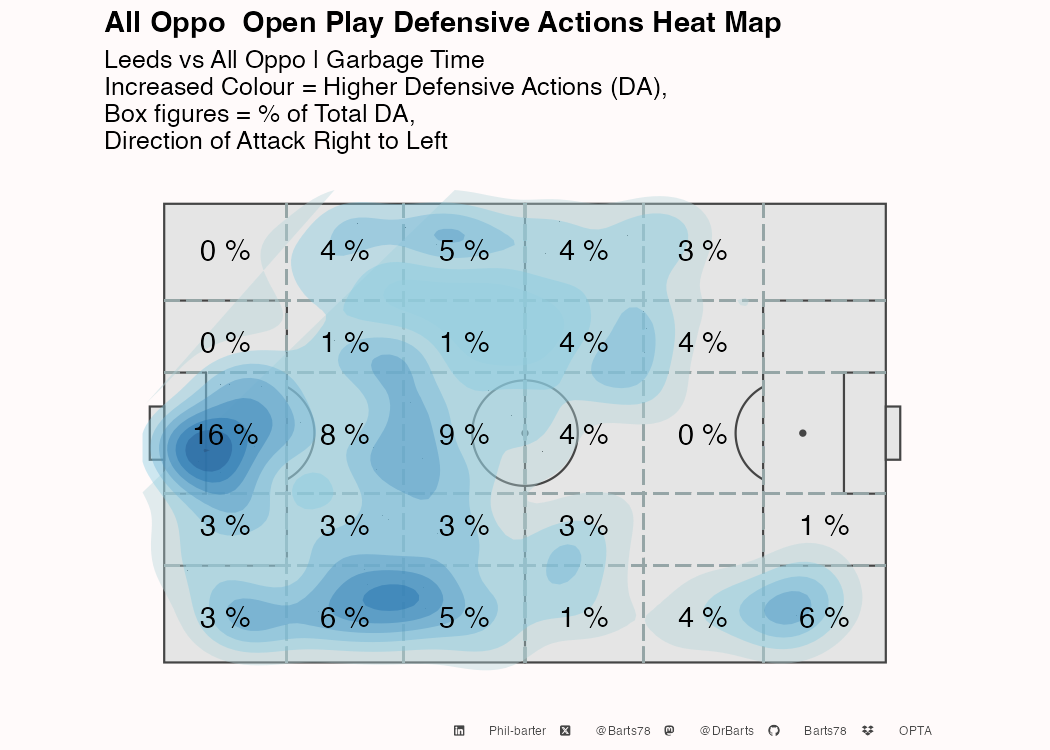 All Oppo  Open Play Defensive Actions Heat Map
Leeds vs All Oppo | Garbage Time
Increased Colour = Higher Defensive Actions (DA),
Box figures = % of Total DA,
Direction of Attack Right to Left
0 % 4 % 5 % 4 % 3 %
0 % 1 % 1 % 4 % 4 %
16 % 8 % 9 % 4 % 0 %
3 % 3 % 3 % 3 % 1 %
3 % 6 % 5 % 1 % 4 % 6 %
Phil-barter @Barts78 @DrBarts Barts78 OPTA